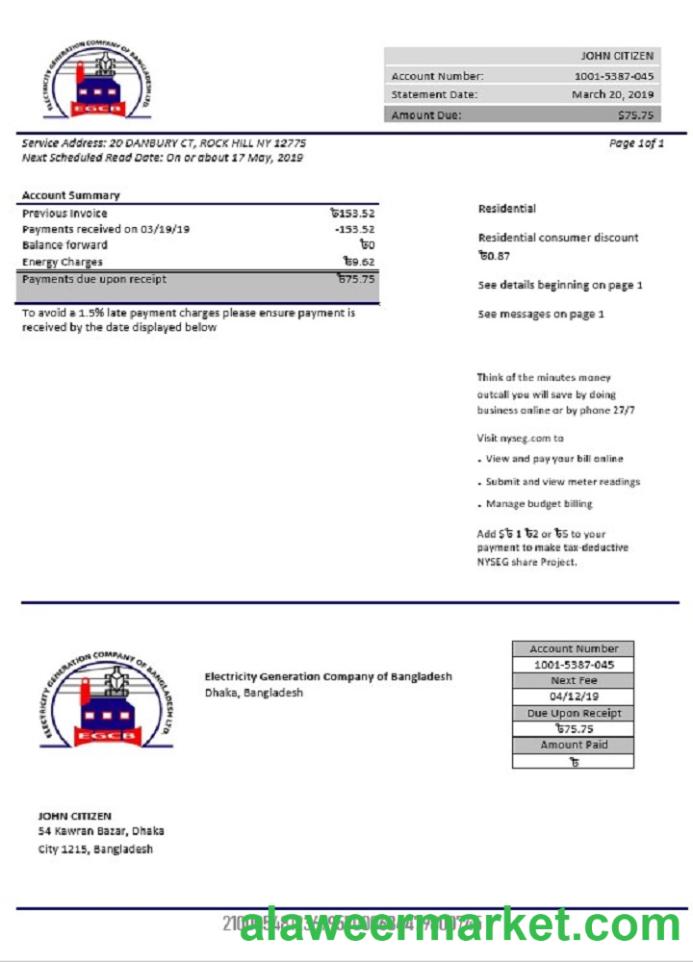 ELECTRICITY GENERATION COMPANY OF BANGLADESH LTD.
EGCB
JOHN CITIZEN
Account Number: 1001-5387-045
Statement Date: March 20, 2019
Amount Due: $75.75
Service Address: 20 DANBURY CT, ROCK HILL NY 12775
Page 1of 1
Next Scheduled Read Date: On or about 17 May, 2019
Account Summary
Previous Invoice ৳153.52
Payments received on 03/19/19 -153.52
Balance forward ৳0
Energy Charges ৳9.62
Payments due upon receipt ৳75.75
To avoid a 1.5% late payment charges please ensure payment is
received by the date displayed below
Residential
Residential consumer discount
৳0.87
See details beginning on page 1
See messages on page 1
Think of the minutes money
outcall you will save by doing
business online or by phone 27/7
Visit nyseg.com to
• View and pay your bill online
• Submit and view meter readings
• Manage budget billing
Add $৳ 1 ৳2 or ৳5 to your
payment to make tax-deductive
NYSEG share Project.
ELECTRICITY GENERATION COMPANY OF BANGLADESH LTD.
EGCB
Electricity Generation Company of Bangladesh
Dhaka, Bangladesh
Account Number
1001-5387-045
Next Fee
04/12/19
Due Upon Receipt
৳75.75
Amount Paid
৳
JOHN CITIZEN
54 Kawran Bazar, Dhaka
City 1215, Bangladesh
alaweermarket.com